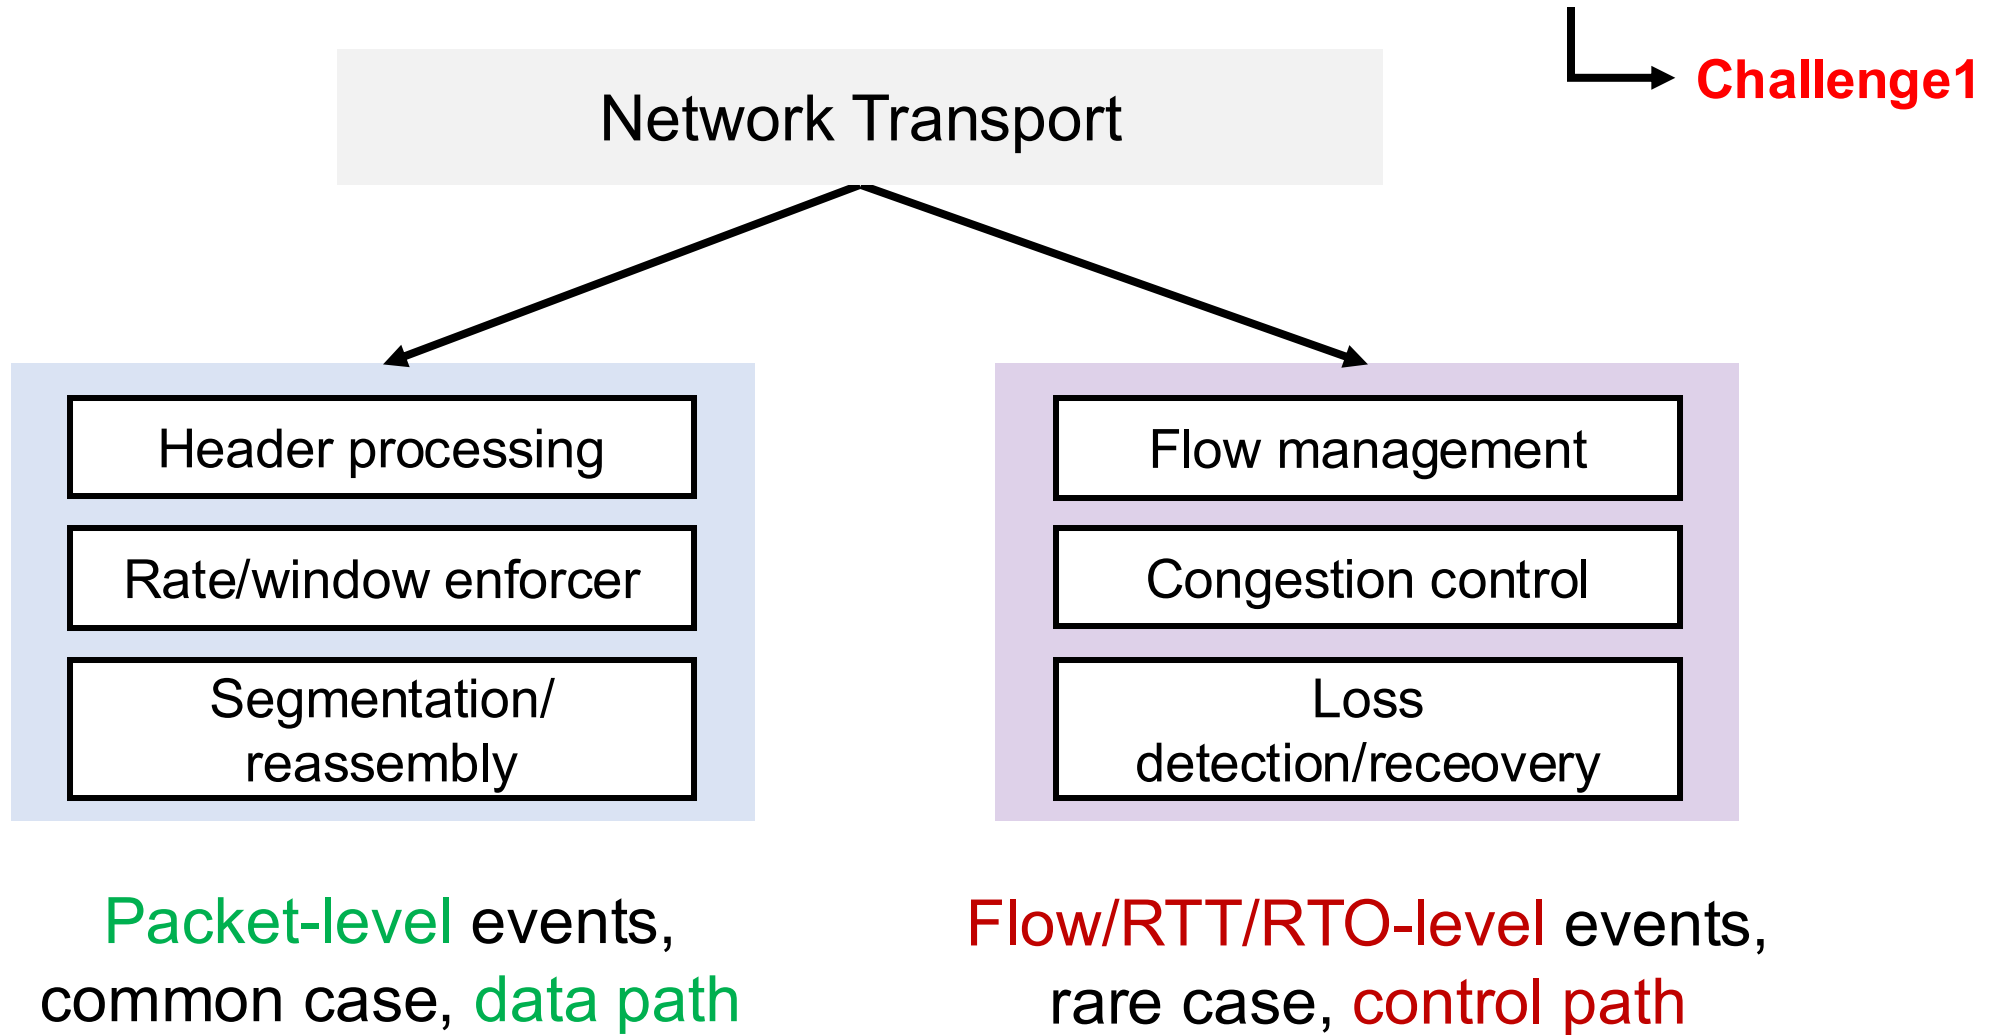 Challenge1
Network Transport
Header processing
Rate/window enforcer
Segmentation/
reassembly
Flow management
Congestion control
Loss
detection/receovery
Packet-level events,
common case, data path
Flow/RTT/RTO-level events,
rare case, control path